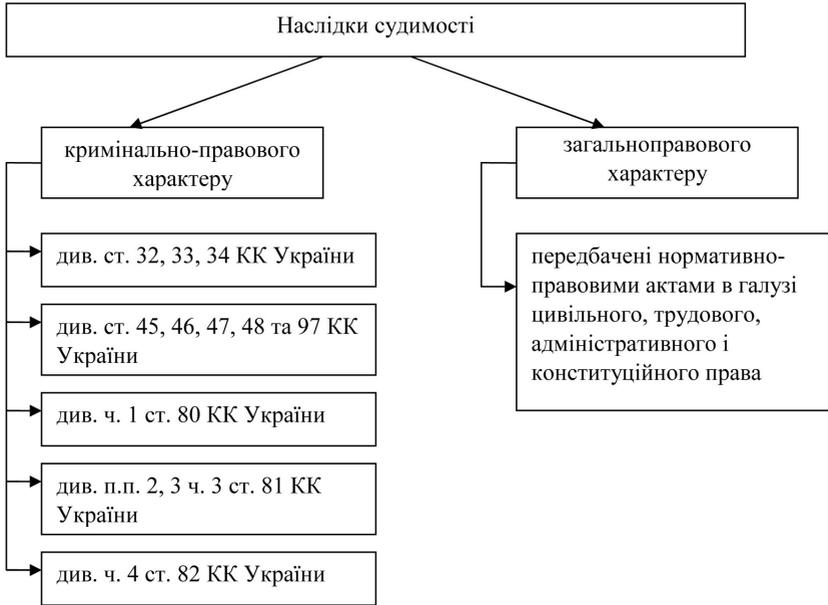 Наслідки судимості
кримінально-правового
характеру
див. ст. 32, 33, 34 КК України
див. ст. 45, 46, 47, 48 та 97 КК
України
див. ч. 1 ст. 80 КК України
див. п.п. 2, 3 ч. 3 ст. 81 КК
України
див. ч. 4 ст. 82 КК України
загальноправового
характеру
передбачені нормативно-
правовими актами в галузі
цивільного, трудового,
адміністративного і
конституційного права